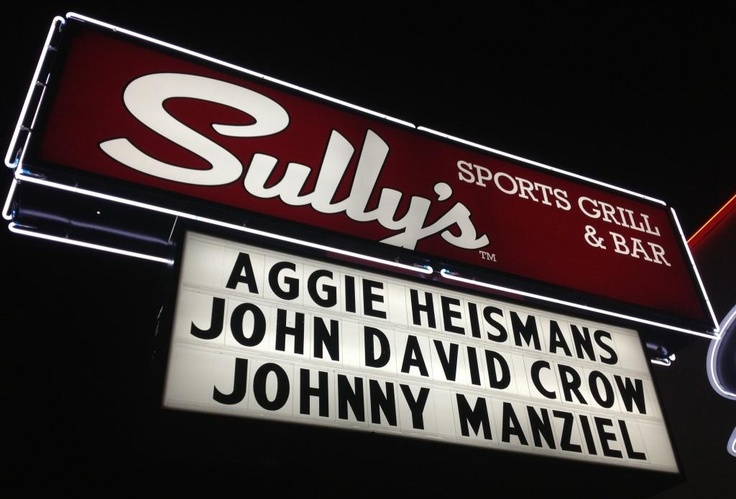 Sully's
TM
SPORTS GRILL
& BAR
AGGIE HEISMANS
JOHN DAVID CROW
JOHNNY MANZIEL